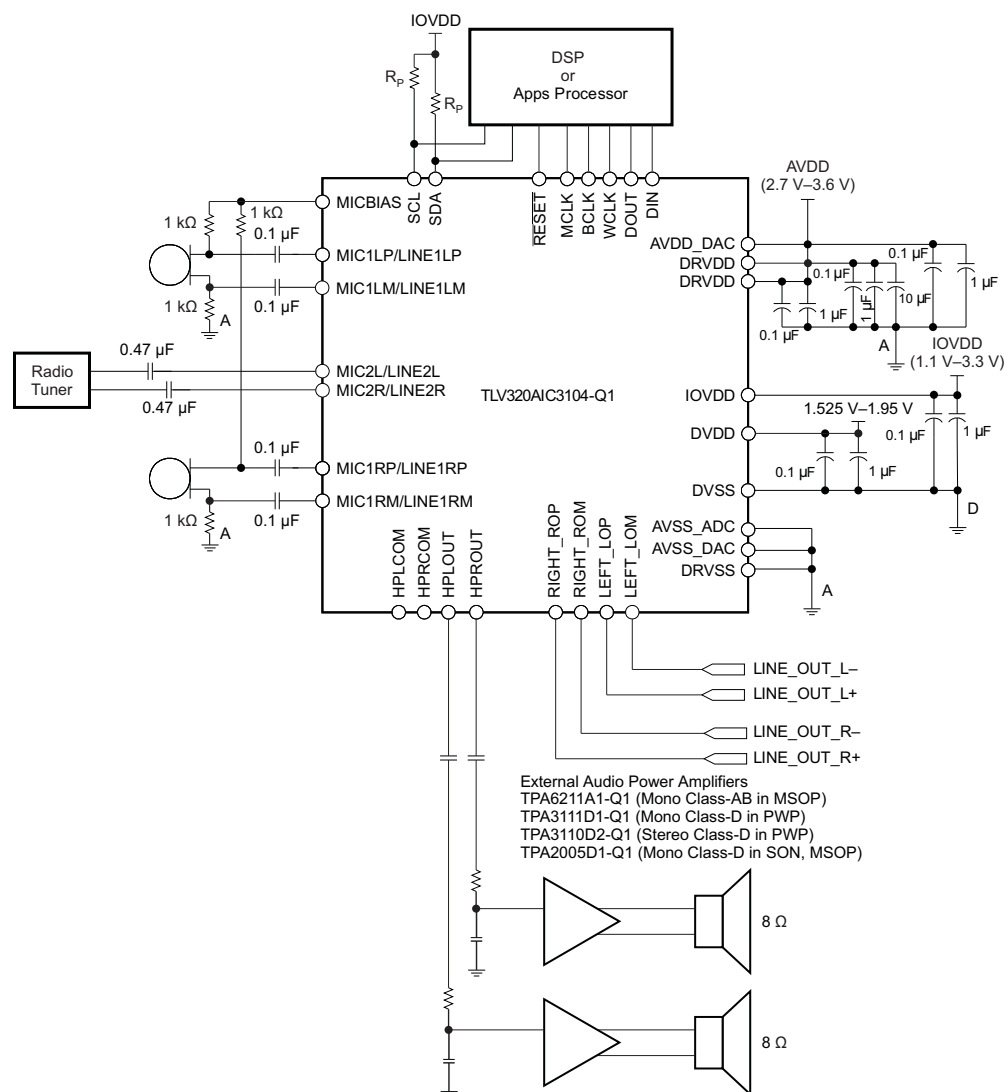 IOVDD
R_P
R_P
DSP
or
Apps Processor
SCL
SDA
RESET
MCLK
BCLK
WCLK
DOUT
DIN
AVDD
(2.7 V–3.6 V)
MICBIAS
1 kΩ
1 kΩ
0.1 µF
MIC1LP/LINE1LP
MIC1LM/LINE1LM
1 kΩ
A
0.1 µF
AVDD_DAC
DRVDD
DRVDD
0.1 µF
0.1 µF
1 µF
1 µF
10 µF
1 µF
0.1 µF
A
Radio
Tuner
0.47 µF
0.47 µF
MIC2L/LINE2L
MIC2R/LINE2R
TLV320AIC3104-Q1
IOVDD
(1.1 V–3.3 V)
IOVDD
1.525 V–1.95 V
DVDD
0.1 µF
1 µF
0.1 µF
1 µF
DVSS
D
0.1 µF
MIC1RP/LINE1RP
MIC1RM/LINE1RM
1 kΩ
A
0.1 µF
AVSS_ADC
AVSS_DAC
DRVSS
A
HPLCOM
HPRCOM
HPLOUT
HPROUT
RIGHT_ROP
RIGHT_ROM
LEFT_LOP
LEFT_LOM
LINE_OUT_L–
LINE_OUT_L+
LINE_OUT_R–
LINE_OUT_R+
External Audio Power Amplifiers
TPA6211A1-Q1 (Mono Class-AB in MSOP)
TPA3111D1-Q1 (Mono Class-D in PWP)
TPA3110D2-Q1 (Stereo Class-D in PWP)
TPA2005D1-Q1 (Mono Class-D in SON, MSOP)
8 Ω
8 Ω